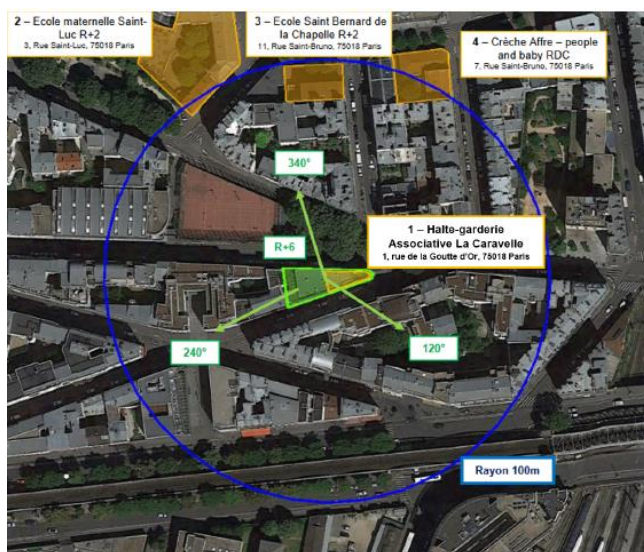 2 – Ecole maternelle Saint-
Luc R+2
3, Rue Saint-Luc, 75018 Paris
3 – Ecole Saint Bernard de
la Chapelle R+2
11, Rue Saint-Bruno, 75018 Paris
4 – Crèche Affre – people
and baby RDC
7, Rue Saint-Bruno, 75018 Paris
340°
R+6
1 – Halte-garderie
Associative La Caravelle
1, rue de la Goutte d'Or, 75018 Paris
240°
120°
Rayon 100m